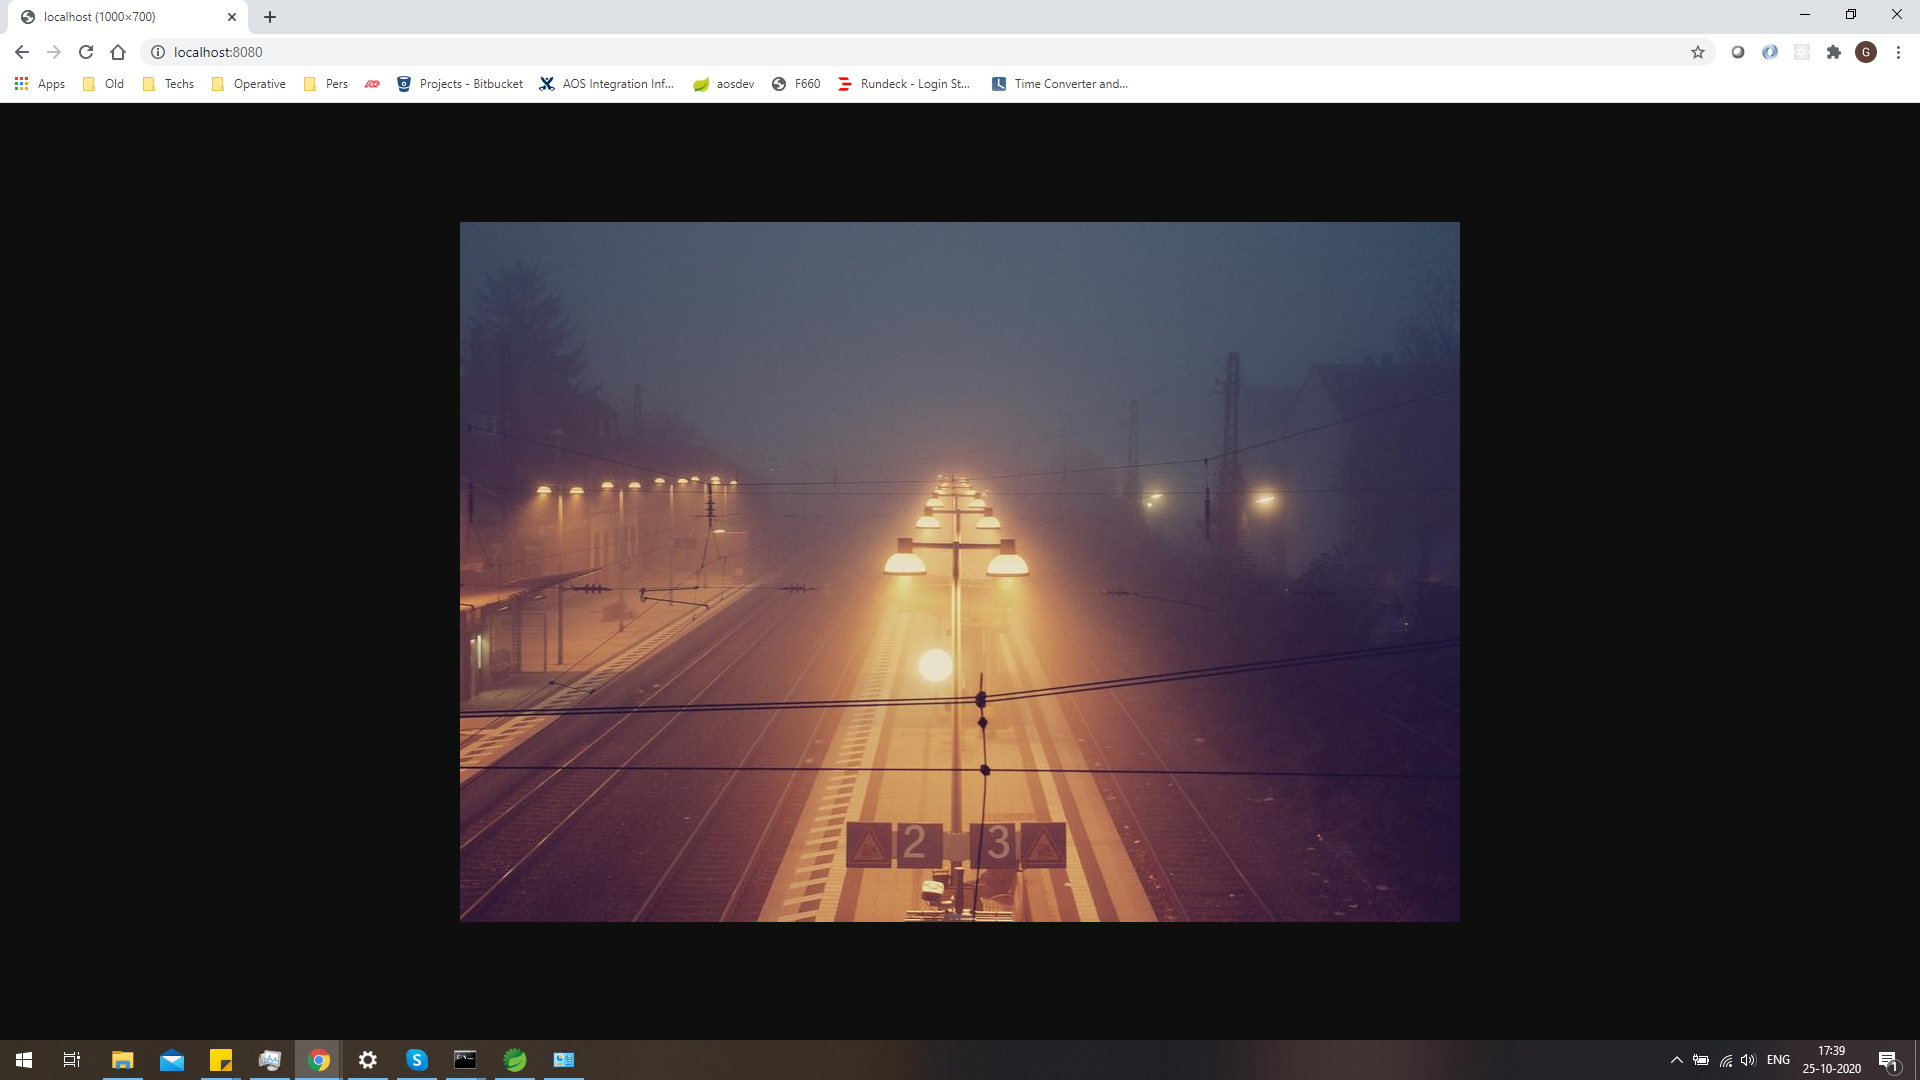 localhost (1000×700)
localhost:8080
Apps Old Techs Operative Pers Projects - Bitbucket AOS Integration Inf... aosdev F660 Rundeck - Login St... Time Converter and...
G
2 3
ENG
17:39
25-10-2020
1